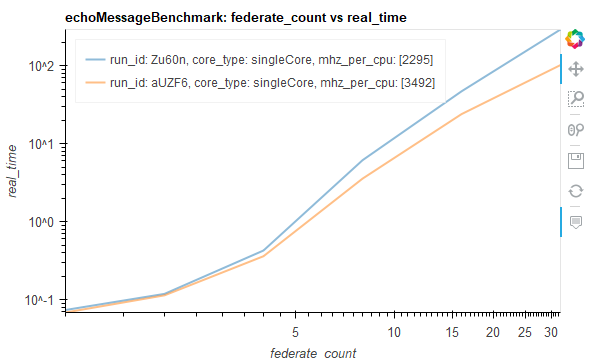 echoMessageBenchmark: federate_count vs real_time
run_id: Zu60n, core_type: singleCore, mhz_per_cpu: [2295]
run_id: aUZF6, core_type: singleCore, mhz_per_cpu: [3492]
10^2
10^1
10^0
10^-1
real_time
5 10 15 20 25 30
federate_count